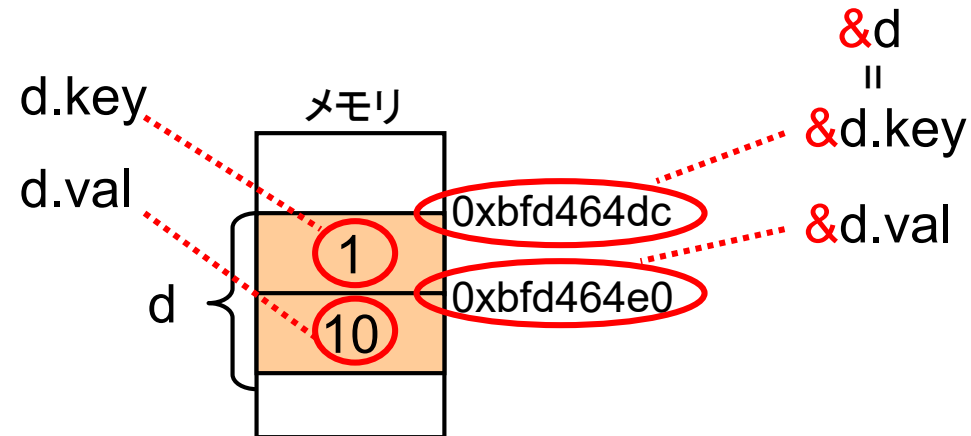 &d
=
&d.key
&d.val
d.key
d.val
d
メモリ
1
10
0xbfd464dc
0xbfd464e0